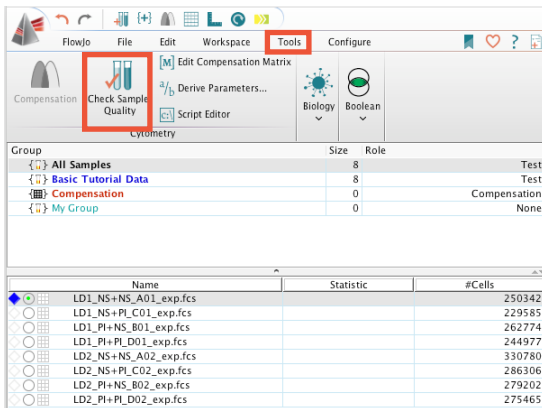 FlowJo File Edit Workspace Tools Configure
?
Compensation
Check Sample
Quality
[M] Edit Compensation Matrix
a/b Derive Parameters...
c:\ Script Editor
Biology
Boolean
Cytometry
Group Size Role
All Samples 8 Test
Basic Tutorial Data 8 Test
Compensation 0 Compensation
My Group 0 None
Name Statistic #Cells
LD1_NS+NS_A01_exp.fcs 250342
LD1_NS+PI_C01_exp.fcs 229585
LD1_PI+NS_B01_exp.fcs 262774
LD1_PI+PI_D01_exp.fcs 244977
LD2_NS+NS_A02_exp.fcs 330780
LD2_NS+PI_C02_exp.fcs 286306
LD2_PI+NS_B02_exp.fcs 279202
LD2_PI+PI_D02_exp.fcs 275465